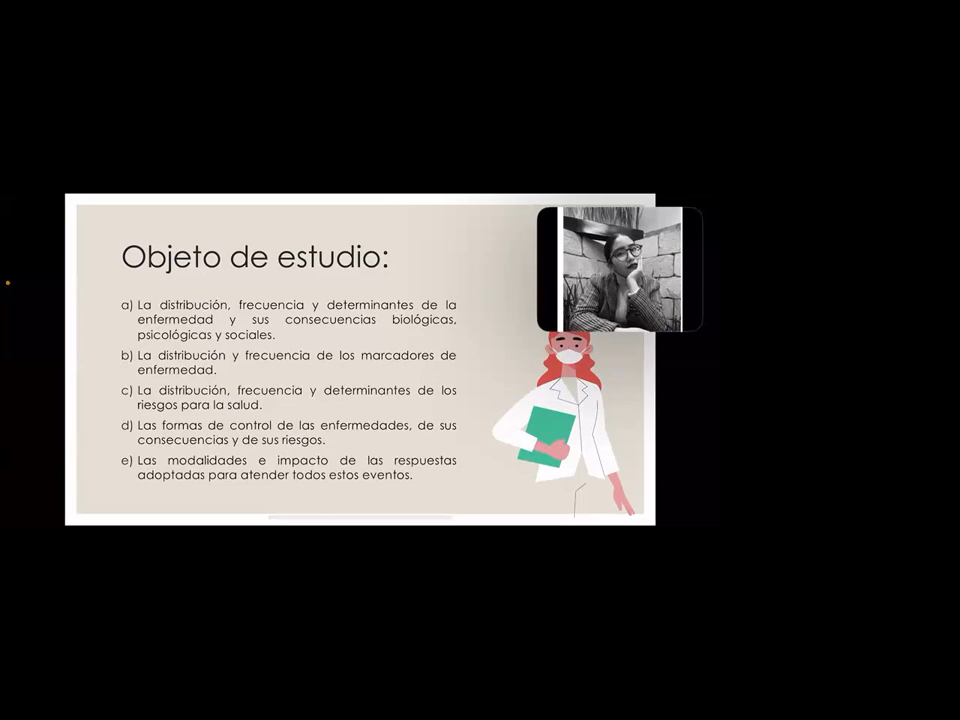 Objeto de estudio:
a) La distribución, frecuencia y determinantes de la
enfermedad y sus consecuencias biológicas,
psicológicas y sociales.
b) La distribución y frecuencia de los marcadores de
enfermedad.
c) La distribución, frecuencia y determinantes de los
riesgos para la salud.
d) Las formas de control de las enfermedades, de sus
consecuencias y de sus riesgos.
e) Las modalidades e impacto de las respuestas
adoptadas para atender todos estos eventos.